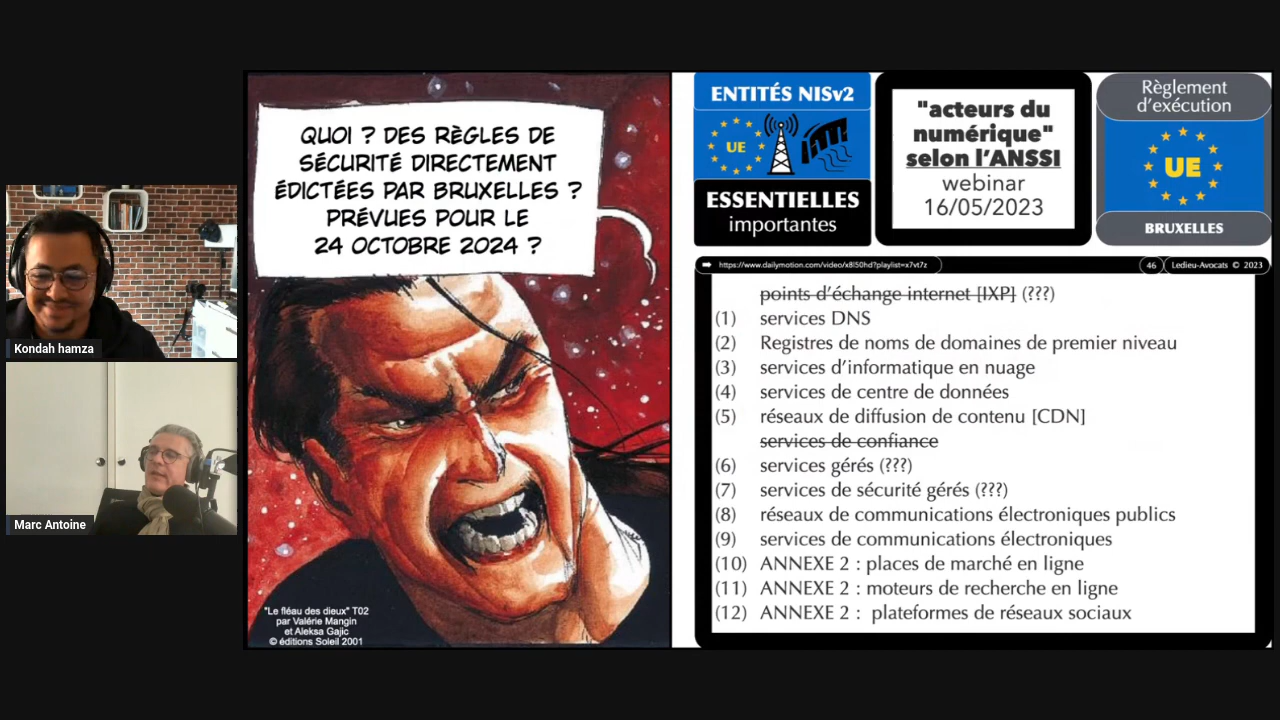 Kondah hamza
Marc Antoine
QUOI ? DES RÈGLES DE
SÉCURITÉ DIRECTEMENT
ÉDICTÉES PAR BRUXELLES ?
PRÉVUES POUR LE
24 OCTOBRE 2024 ?
"Le fléau des dieux" T02
par Valérie Mangin
et Aleksa Gajic
© éditions Soleil 2001
ENTITÉS NISv2
UE
ESSENTIELLES
importantes
"acteurs du
numérique"
selon l'ANSSI
webinar
16/05/2023
Règlement
d'exécution
UE
BRUXELLES
https://www.dailymotion.com/video/x8l50hd?playlist=x7vt7z
46
Ledieu-Avocats © 2023
points d'échange internet [IXP] (???)
(1) services DNS
(2) Registres de noms de domaines de premier niveau
(3) services d'informatique en nuage
(4) services de centre de données
(5) réseaux de diffusion de contenu [CDN]
services de confiance
(6) services gérés (???)
(7) services de sécurité gérés (???)
(8) réseaux de communications électroniques publics
(9) services de communications électroniques
(10) ANNEXE 2 : places de marché en ligne
(11) ANNEXE 2 : moteurs de recherche en ligne
(12) ANNEXE 2 : plateformes de réseaux sociaux